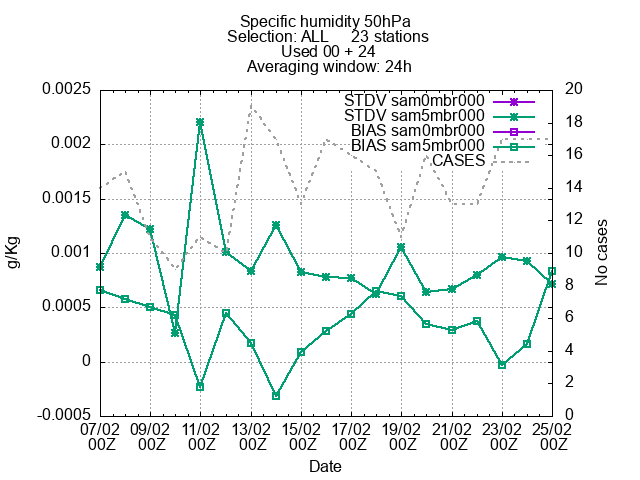 Specific humidity 50hPa
Selection: ALL     23 stations
Used 00 + 24
Averaging window: 24h
STDV sam0mbr000
STDV sam5mbr000
BIAS sam0mbr000
BIAS sam5mbr000
CASES
0.0025
0.002
0.0015
0.001
0.0005
0
-0.0005
g/Kg
20
18
16
14
12
10
8
6
4
2
0
No cases
07/02 09/02 11/02 13/02 15/02 17/02 19/02 21/02 23/02 25/02
00Z 00Z 00Z 00Z 00Z 00Z 00Z 00Z 00Z 00Z
Date